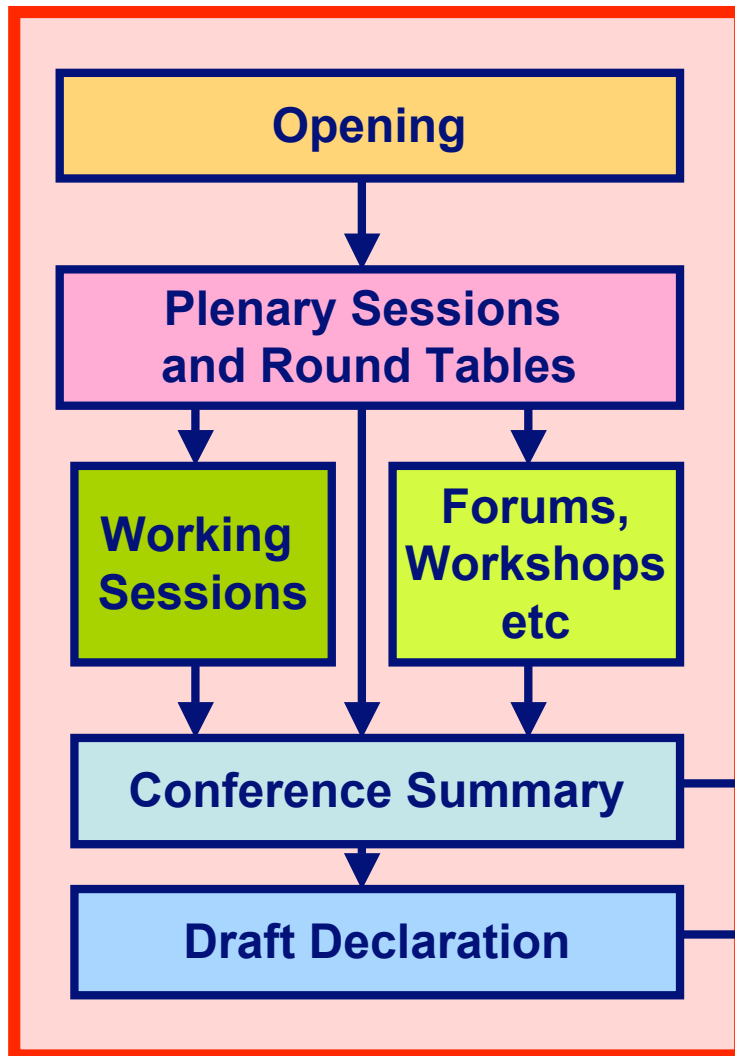 Opening
Plenary Sessions
and Round Tables
Working
Sessions
Forums,
Workshops
etc
Conference Summary
Draft Declaration